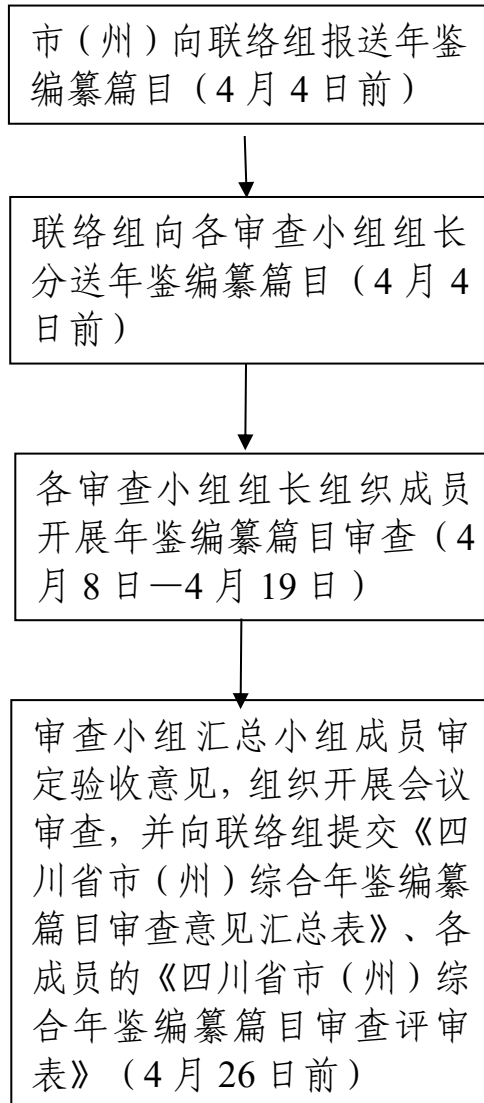 市（州）向联络组报送年鉴
编纂篇目（4 月 4 日前）
联络组向各审查小组组长
分送年鉴编纂篇目（4 月 4
日前）
各审查小组组长组织成员
开展年鉴编纂篇目审查（4
月 8 日—4 月 19 日）
审查小组汇总小组成员审
定验收意见，组织开展会议
审查，并向联络组提交《四
川省市（州）综合年鉴编纂
篇目审查意见汇总表》、各
成员的《四川省市（州）综
合年鉴编纂篇目审查评审
表》（4 月 26 日前）